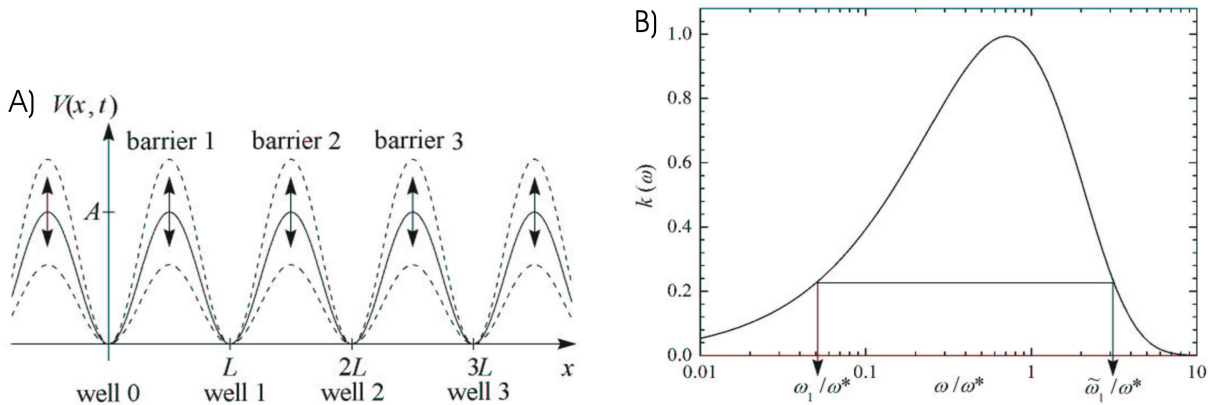 A)
V(x, t)
barrier 1 barrier 2 barrier 3
A
L 2L 3L x
well 0 well 1 well 2 well 3
B)
1.0
0.8
0.6
0.4
0.2
0.0
k (ω)
0.01 0.1 1 10
ω₁/ω* ω/ω* ω̃₁/ω*